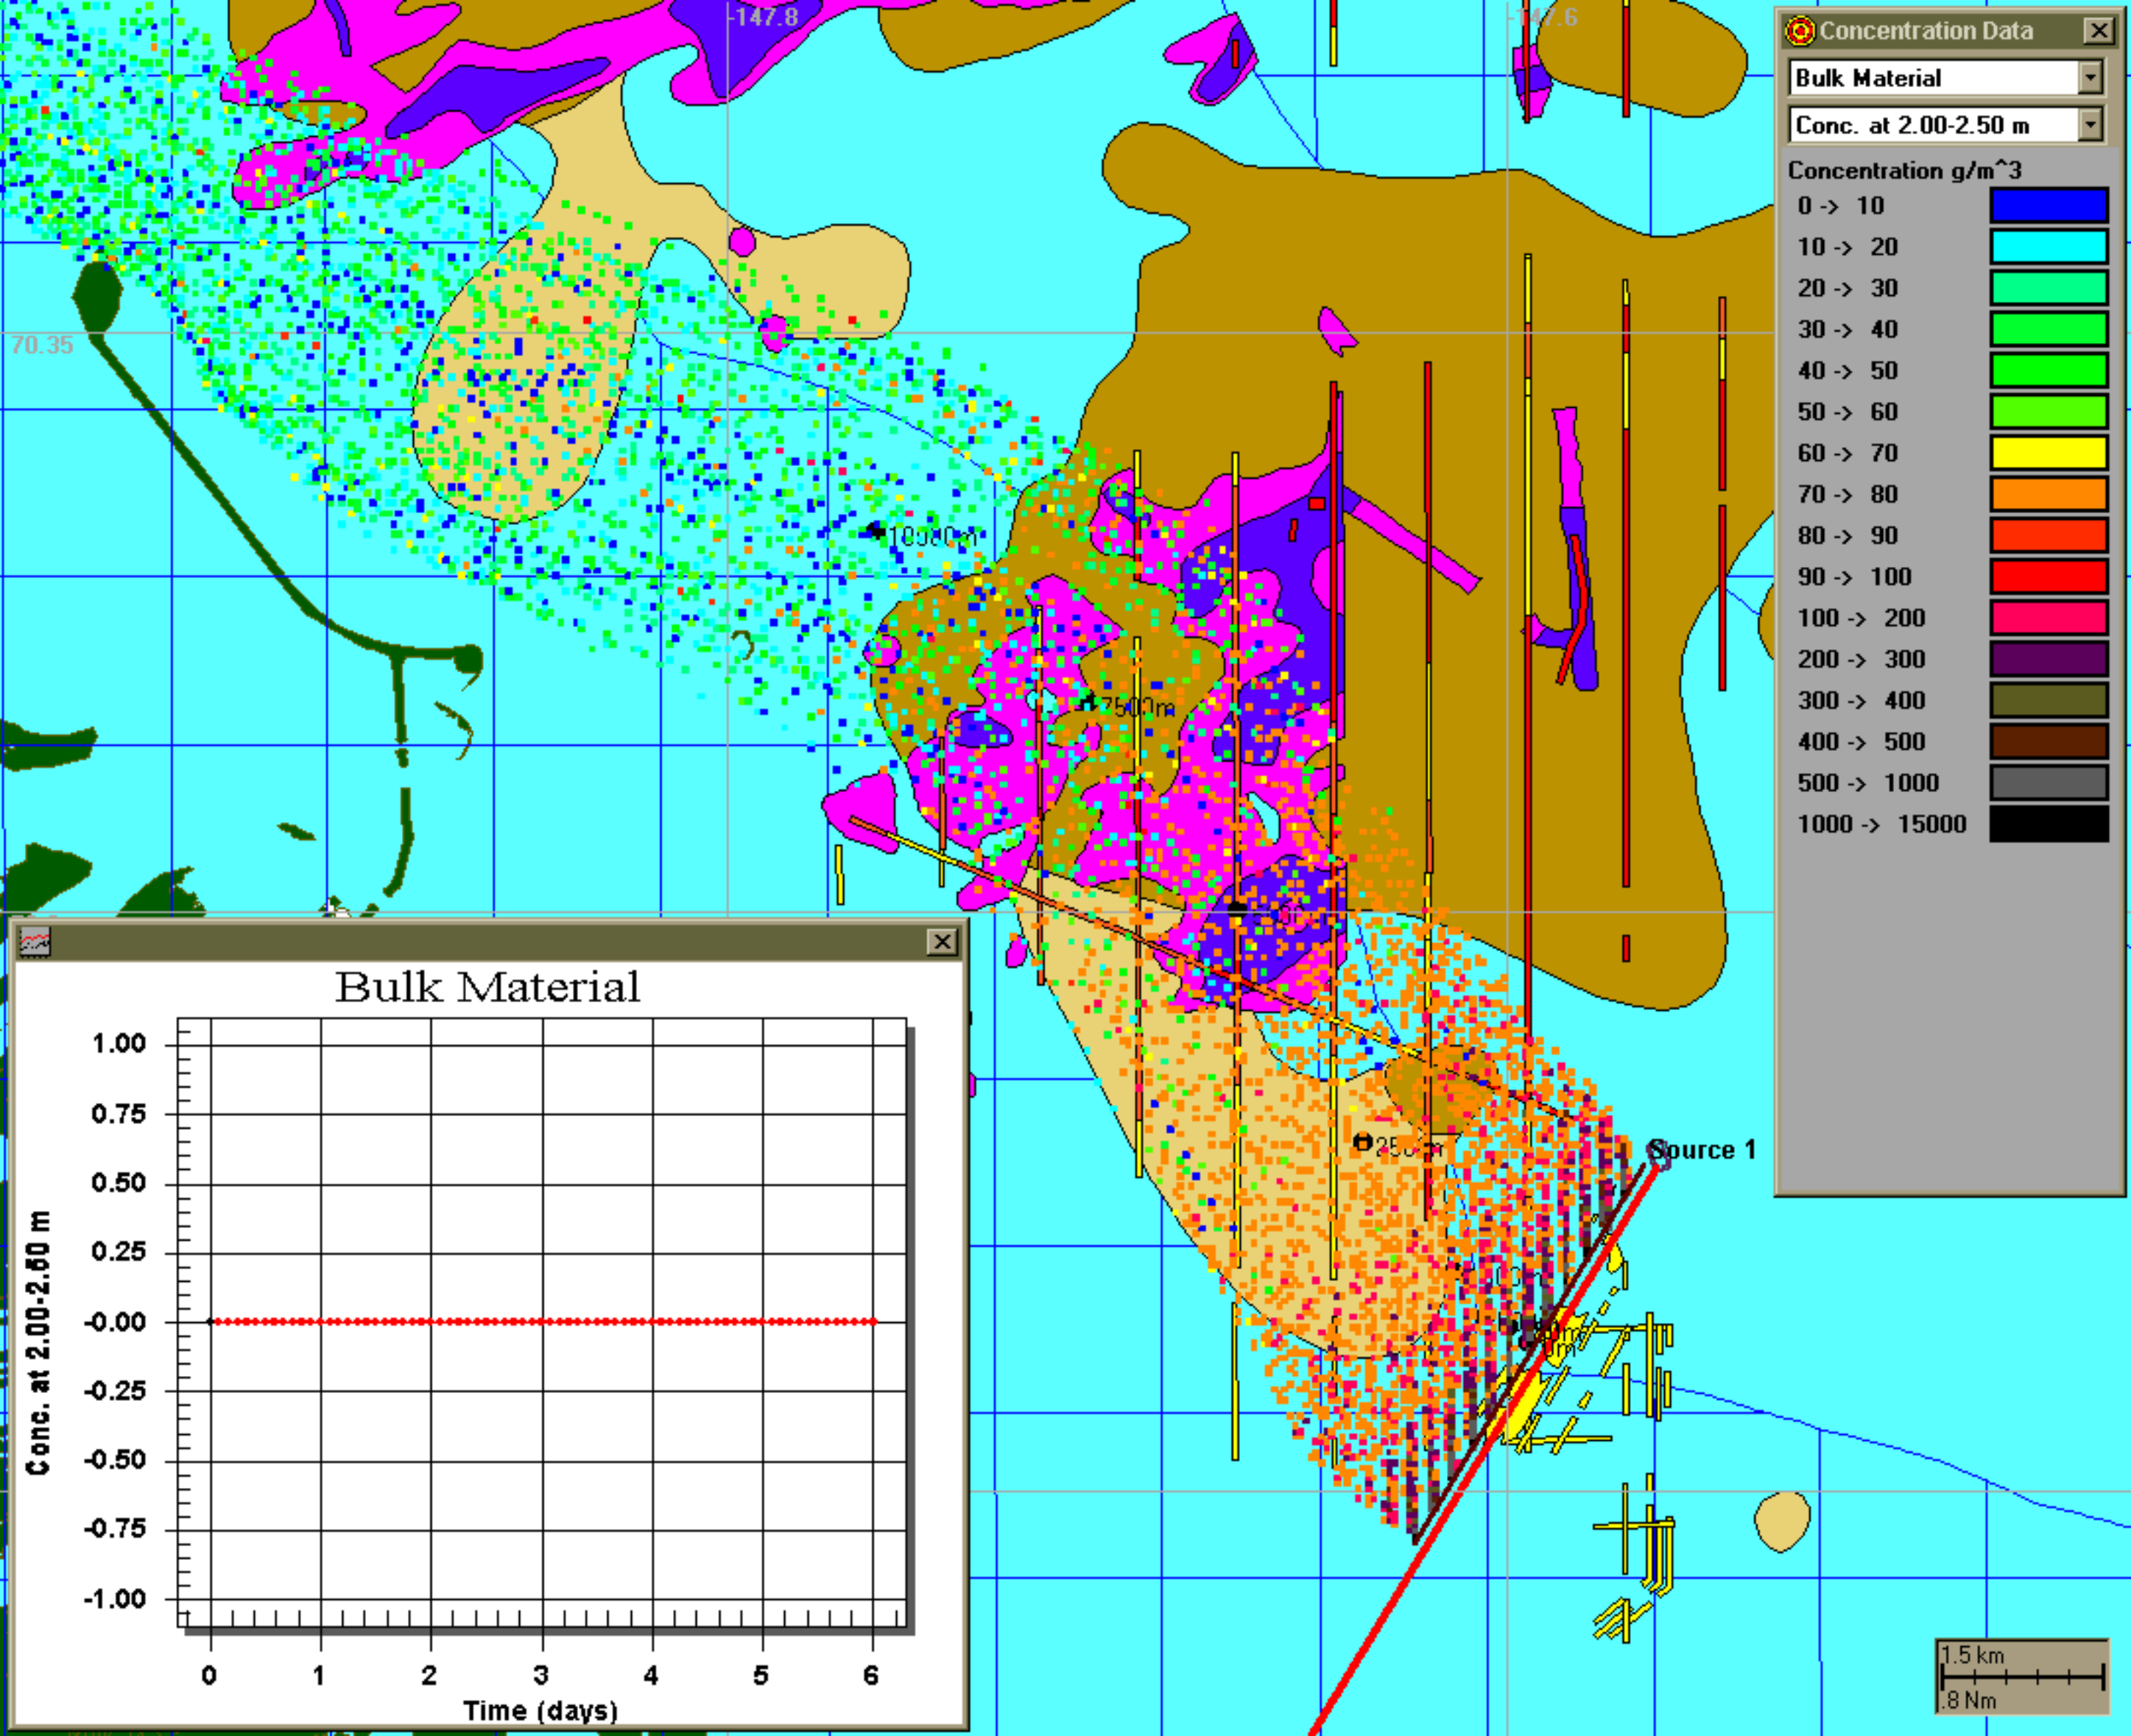 -147.8
-147.6
70.35
10000m
7500m
Source 1
Concentration Data
Bulk Material
Conc. at 2.00-2.50 m
Concentration g/m^3
0 -> 10
10 -> 20
20 -> 30
30 -> 40
40 -> 50
50 -> 60
60 -> 70
70 -> 80
80 -> 90
90 -> 100
100 -> 200
200 -> 300
300 -> 400
400 -> 500
500 -> 1000
1000 -> 15000
Bulk Material
1.00
0.75
0.50
0.25
-0.00
-0.25
-0.50
-0.75
-1.00
Conc. at 2.00-2.50 m
0 1 2 3 4 5 6
Time (days)
1.5 km
.8 Nm